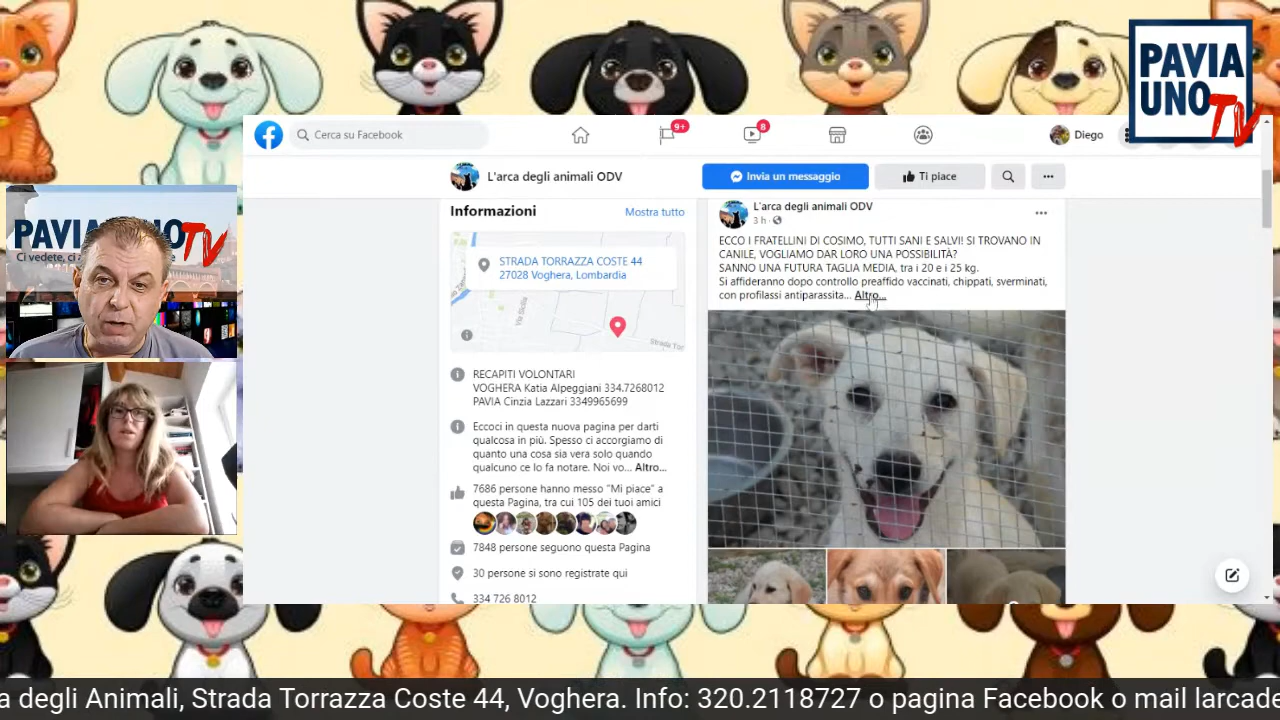 PAVIA
UNO TV
Cerca su Facebook
9+
8
Diego
L'arca degli animali ODV
Invia un messaggio
Ti piace
PAVIA UNO TV
Ci vedete, ci
Informazioni
Mostra tutto
STRADA TORRAZZA COSTE 44
27028 Voghera, Lombardia
Via Sicilia
Strada Tor
RECAPITI VOLONTARI
VOGHERA Katia Alpeggiani 334.7268012
PAVIA Cinzia Lazzari 3349965699
Eccoci in questa nuova pagina per darti
qualcosa in più. Spesso ci accorgiamo di
quanto una cosa sia vera solo quando
qualcuno ce lo fa notare. Noi vo... Altro...
7686 persone hanno messo "Mi piace" a
questa Pagina, tra cui 105 dei tuoi amici
7848 persone seguono questa Pagina
30 persone si sono registrate qui
334 726 8012
L'arca degli animali ODV
3 h
ECCO I FRATELLINI DI COSIMO, TUTTI SANI E SALVI! SI TROVANO IN
CANILE, VOGLIAMO DAR LORO UNA POSSIBILITÀ?
SANNO UNA FUTURA TAGLIA MEDIA, tra i 20 e i 25 kg.
Si affideranno dopo controllo preaffido vaccinati, chippati, sverminati,
con profilassi antiparassita... Altro...
a degli Animali, Strada Torrazza Coste 44, Voghera. Info: 320.2118727 o pagina Facebook o mail larcade